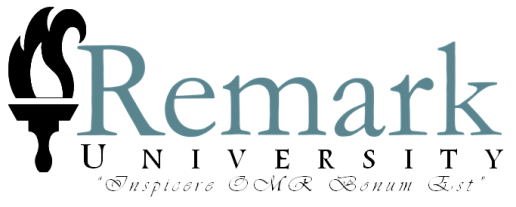 Remark
UNIVERSITY
"Inspicere OMR Bonum Est"